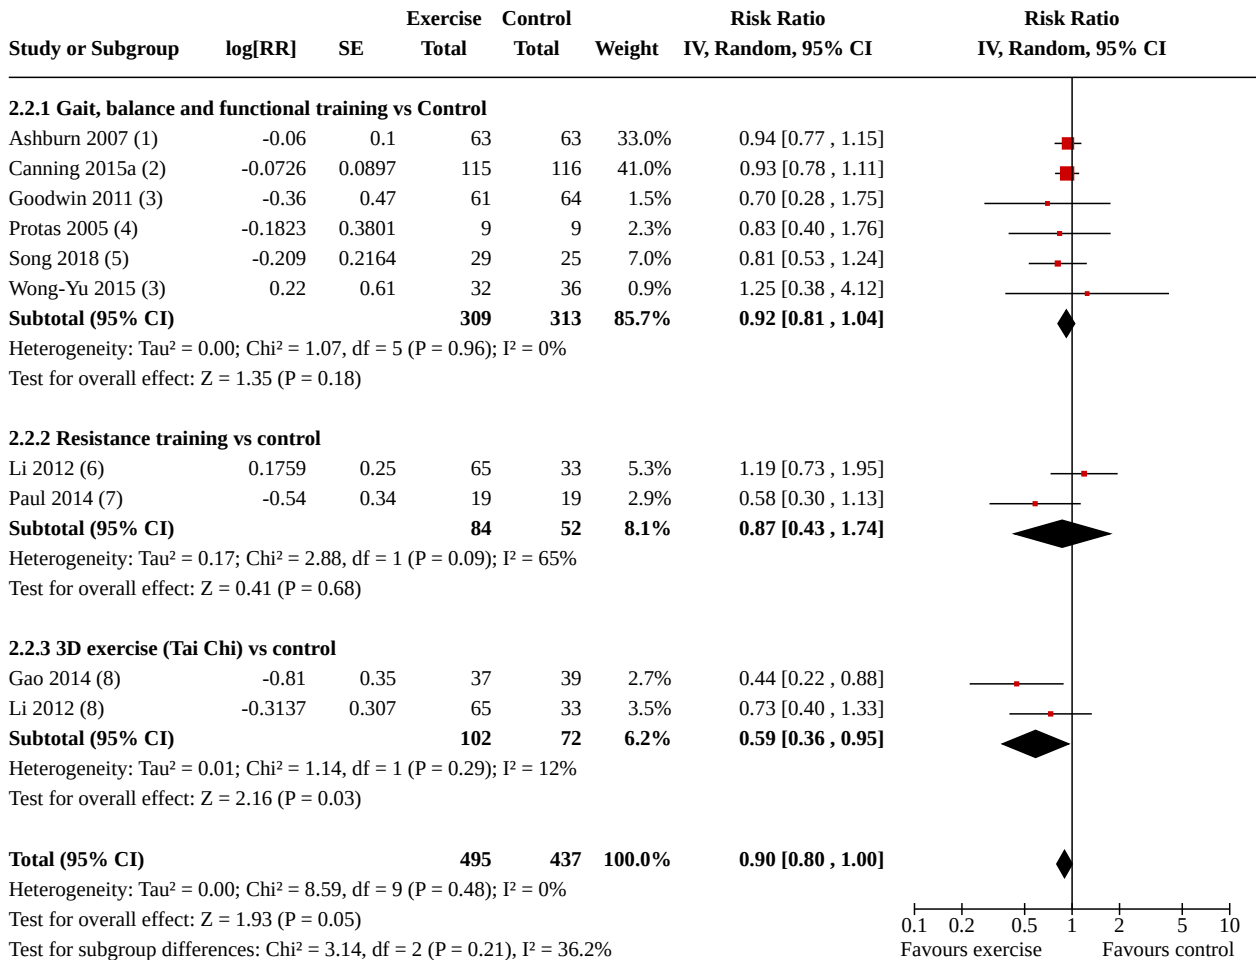 Exercise Control Risk Ratio Risk Ratio
Study or Subgroup log[RR] SE Total Total Weight IV, Random, 95% CI IV, Random, 95% CI
2.2.1 Gait, balance and functional training vs Control
Ashburn 2007 (1) -0.06 0.1 63 63 33.0% 0.94 [0.77 , 1.15]
Canning 2015a (2) -0.0726 0.0897 115 116 41.0% 0.93 [0.78 , 1.11]
Goodwin 2011 (3) -0.36 0.47 61 64 1.5% 0.70 [0.28 , 1.75]
Protas 2005 (4) -0.1823 0.3801 9 9 2.3% 0.83 [0.40 , 1.76]
Song 2018 (5) -0.209 0.2164 29 25 7.0% 0.81 [0.53 , 1.24]
Wong-Yu 2015 (3) 0.22 0.61 32 36 0.9% 1.25 [0.38 , 4.12]
Subtotal (95% CI) 309 313 85.7% 0.92 [0.81 , 1.04]
Heterogeneity: Tau² = 0.00; Chi² = 1.07, df = 5 (P = 0.96); I² = 0%
Test for overall effect: Z = 1.35 (P = 0.18)
2.2.2 Resistance training vs control
Li 2012 (6) 0.1759 0.25 65 33 5.3% 1.19 [0.73 , 1.95]
Paul 2014 (7) -0.54 0.34 19 19 2.9% 0.58 [0.30 , 1.13]
Subtotal (95% CI) 84 52 8.1% 0.87 [0.43 , 1.74]
Heterogeneity: Tau² = 0.17; Chi² = 2.88, df = 1 (P = 0.09); I² = 65%
Test for overall effect: Z = 0.41 (P = 0.68)
2.2.3 3D exercise (Tai Chi) vs control
Gao 2014 (8) -0.81 0.35 37 39 2.7% 0.44 [0.22 , 0.88]
Li 2012 (8) -0.3137 0.307 65 33 3.5% 0.73 [0.40 , 1.33]
Subtotal (95% CI) 102 72 6.2% 0.59 [0.36 , 0.95]
Heterogeneity: Tau² = 0.01; Chi² = 1.14, df = 1 (P = 0.29); I² = 12%
Test for overall effect: Z = 2.16 (P = 0.03)
Total (95% CI) 495 437 100.0% 0.90 [0.80 , 1.00]
Heterogeneity: Tau² = 0.00; Chi² = 8.59, df = 9 (P = 0.48); I² = 0%
Test for overall effect: Z = 1.93 (P = 0.05)
Test for subgroup differences: Chi² = 3.14, df = 2 (P = 0.21), I² = 36.2%
0.1 0.2 0.5 1 2 5 10
Favours exercise Favours control